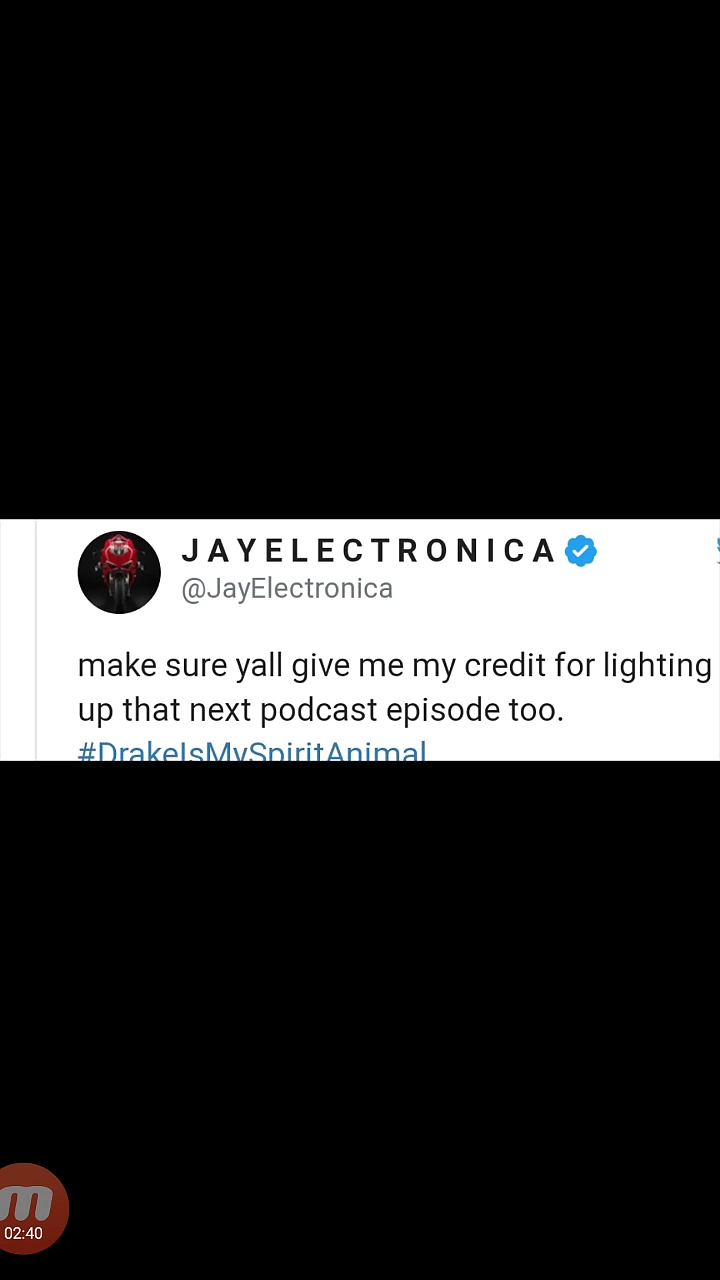 JAYELECTRONICA
@JayElectronica
make sure yall give me my credit for lighting
up that next podcast episode too.
#DrakeIsMySpiritAnimal
m
02:40